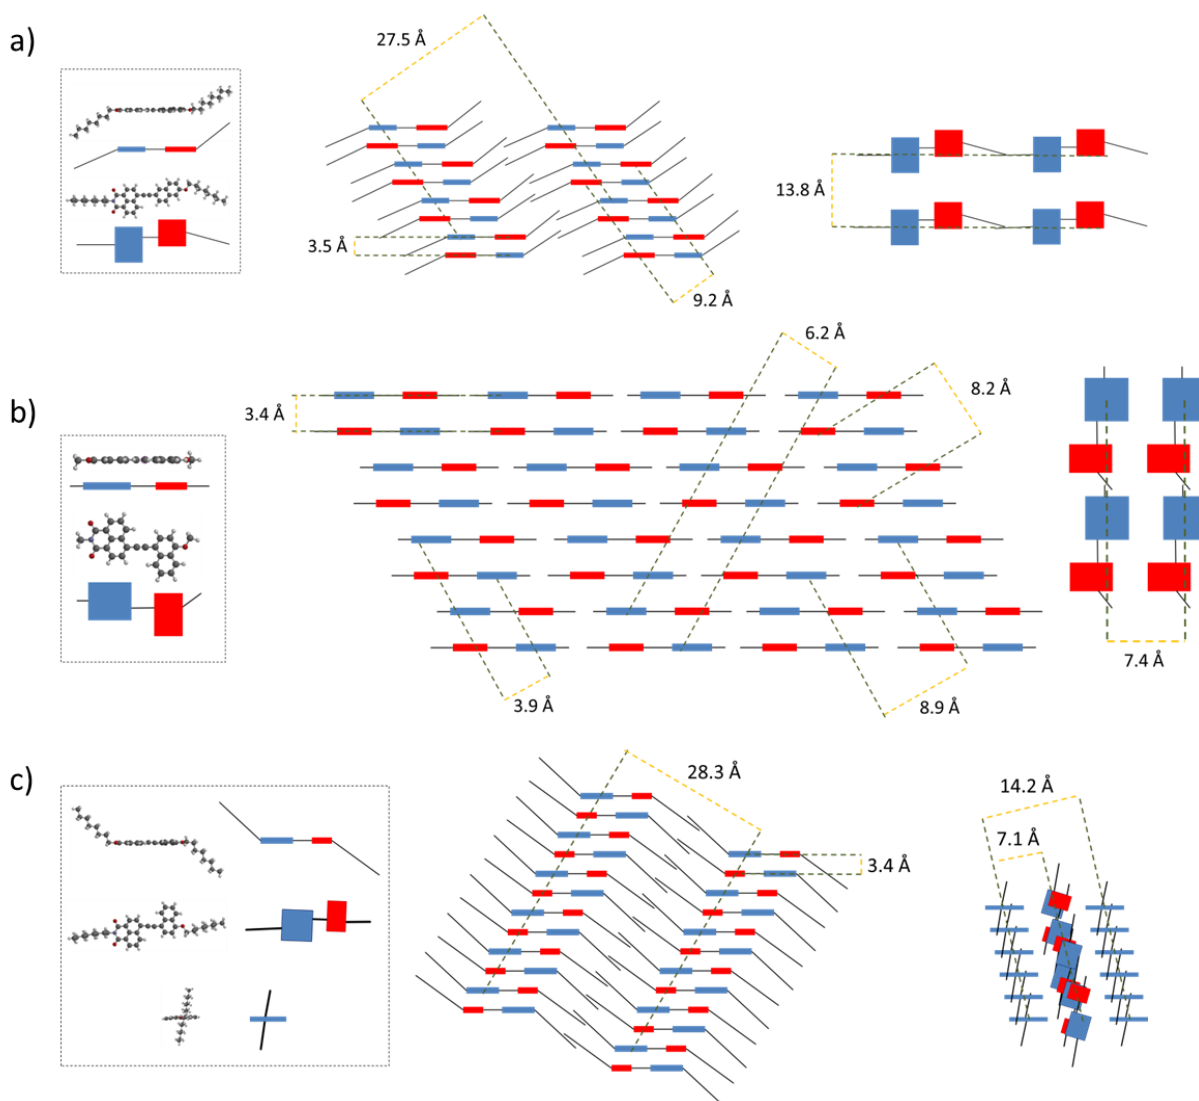 a)
27.5 Å
13.8 Å
3.5 Å
9.2 Å
6.2 Å
b)
3.4 Å
8.2 Å
7.4 Å
3.9 Å
8.9 Å
c)
28.3 Å
14.2 Å
7.1 Å
3.4 Å